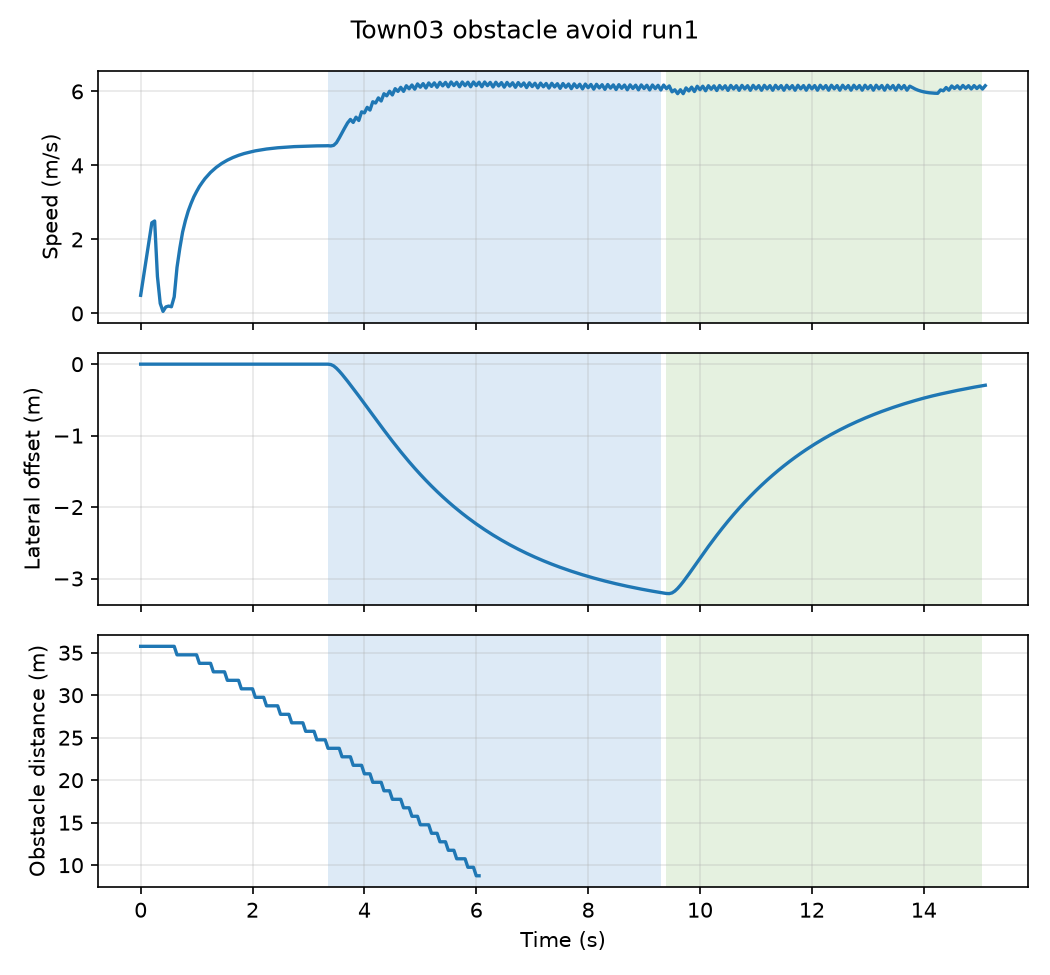 Town03 obstacle avoid run1
Speed (m/s)
6
4
2
0
Lateral offset (m)
0
−1
−2
−3
Obstacle distance (m)
35
30
25
20
15
10
0 2 4 6 8 10 12 14
Time (s)